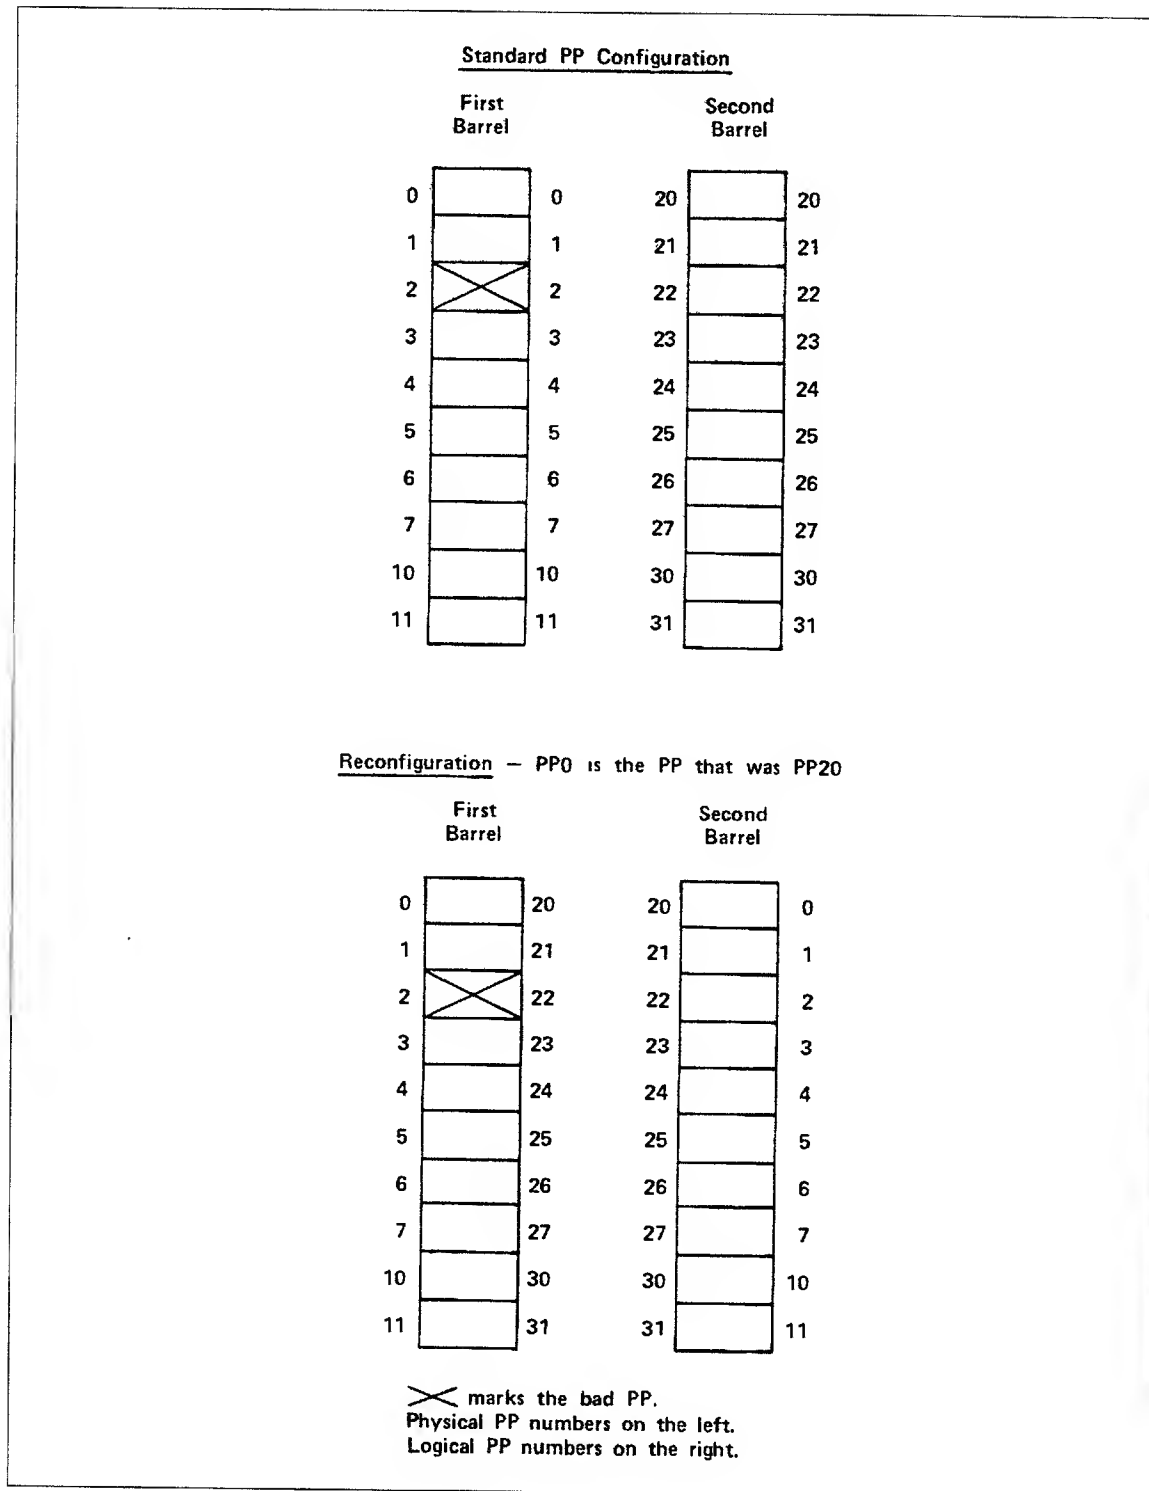 Standard PP Configuration
First Barrel
Second Barrel
0 0 20 20
1 1 21 21
2 2 22 22
3 3 23 23
4 4 24 24
5 5 25 25
6 6 26 26
7 7 27 27
10 10 30 30
11 11 31 31
Reconfiguration – PP0 is the PP that was PP20
First Barrel
Second Barrel
0 20 20 0
1 21 21 1
2 22 22 2
3 23 23 3
4 24 24 4
5 25 25 5
6 26 26 6
7 27 27 7
10 30 30 10
11 31 31 11
marks the bad PP.
Physical PP numbers on the left.
Logical PP numbers on the right.